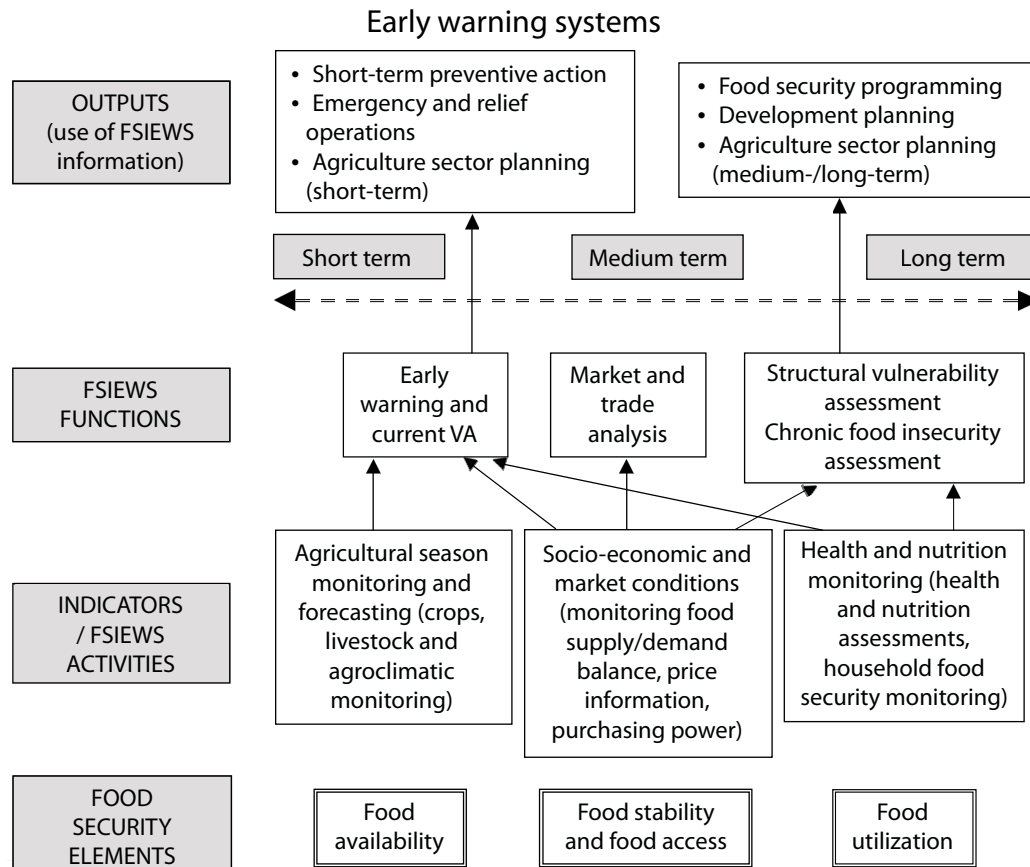 Early warning systems
OUTPUTS
(use of FSIEWS
information)
• Short-term preventive action
• Emergency and relief
operations
• Agriculture sector planning
(short-term)
• Food security programming
• Development planning
• Agriculture sector planning
(medium-/long-term)
Short term
Medium term
Long term
FSIEWS
FUNCTIONS
Early
warning and
current VA
Market and
trade
analysis
Structural vulnerability
assessment
Chronic food insecurity
assessment
INDICATORS
/ FSIEWS
ACTIVITIES
Agricultural season
monitoring and
forecasting (crops,
livestock and
agroclimatic
monitoring)
Socio-economic and
market conditions
(monitoring food
supply/demand
balance, price
information,
purchasing power)
Health and nutrition
monitoring (health
and nutrition
assessments,
household food
security monitoring)
FOOD
SECURITY
ELEMENTS
Food
availability
Food stability
and food access
Food
utilization